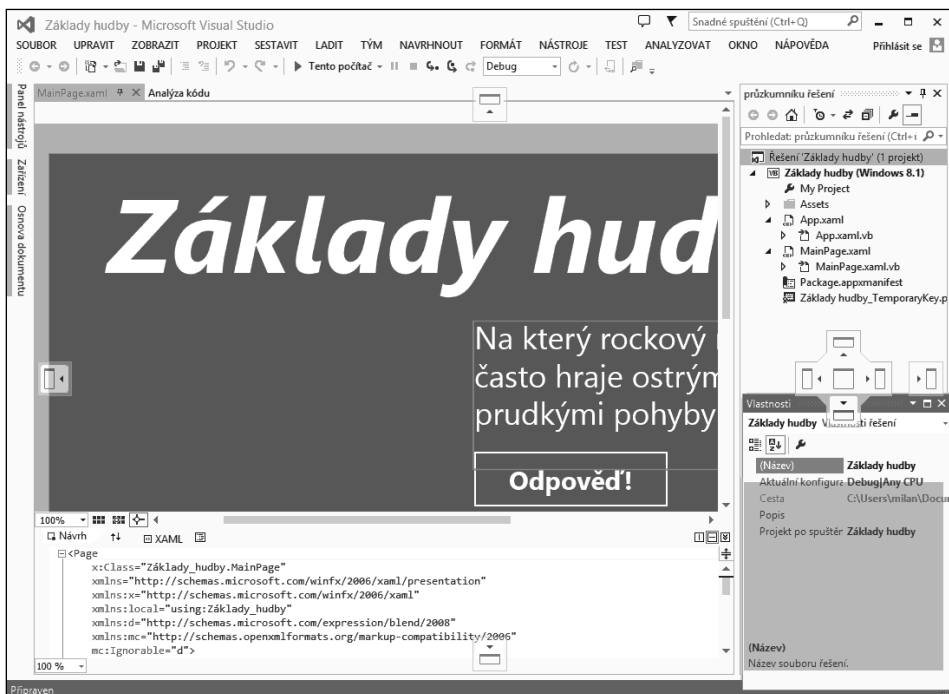 Základy hudby - Microsoft Visual Studio
Snadné spuštění (Ctrl+Q)
SOUBOR UPRAVIT ZOBRAZIT PROJEKT SESTAVIT LADIT TÝM NAVRHNOUT FORMÁT NÁSTROJE TEST ANALYZOVAT OKNO NÁPOVĚDA Přihlásit se
Tento počítač Debug
Panel nástrojů
Zařízení
Osnova dokumentu
MainPage.xaml Analýza kódu
Základy hud
Na který rockový
často hraje ostrým
prudkými pohyby
Odpověď!
100%
Návrh XAML
<Page
x:Class="Základy_hudby.MainPage"
xmlns="http://schemas.microsoft.com/winfx/2006/xaml/presentation"
xmlns:x="http://schemas.microsoft.com/winfx/2006/xaml"
xmlns:local="using:Základy_hudby"
xmlns:d="http://schemas.microsoft.com/expression/blend/2008"
xmlns:mc="http://schemas.openxmlformats.org/markup-compatibility/2006"
mc:Ignorable="d">
100 %
průzkumníku řešení
Prohledat: průzkumníku řešení (Ctrl+
Řešení 'Základy hudby' (1 projekt)
VB Základy hudby (Windows 8.1)
My Project
Assets
App.xaml
App.xaml.vb
MainPage.xaml
MainPage.xaml.vb
Package.appxmanifest
Základy hudby_TemporaryKey.p
Vlastnosti
Základy hudby řešení
(Název) Základy hudby
Aktuální konfigura Debug|Any CPU
Cesta C:\Users\milan\Docu
Popis
Projekt po spuštěr Základy hudby
(Název)
Název souboru řešení.
Připraven